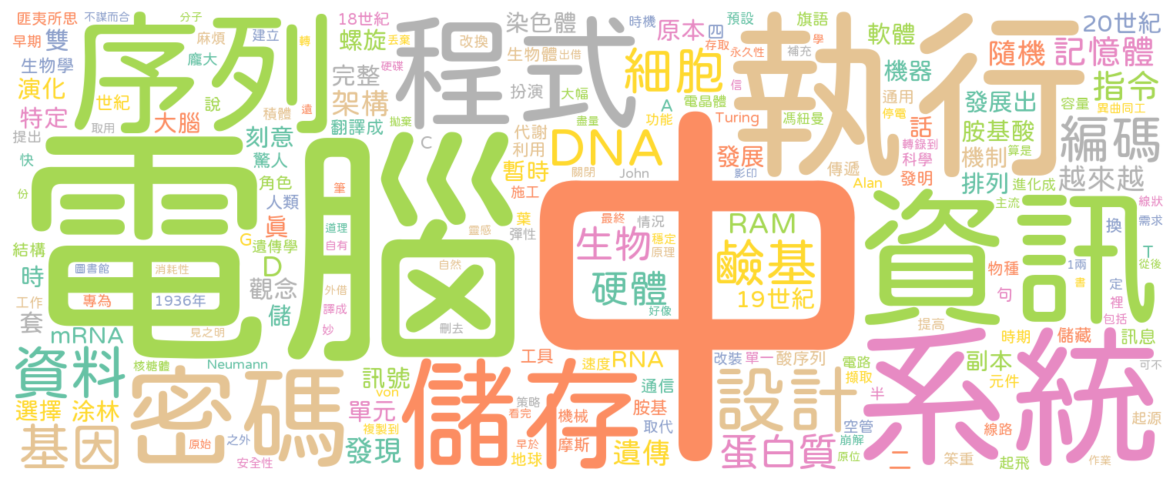 匪夷所思 不謀而合 分子 18世紀 染色體 時機 原本 四 預設 旗語 20世紀
早期 雙 建立 麻煩 轉 丟棄 螺旋 改換 存取 永久性 學 軟體 隨機 記憶體
序列 程式 細胞 執行
生物學 龐大 硬碟 生物體 出借 補充
演化 世紀 說 積體 遠 完整 扮演 大幅 電晶體 信 通用 機器 指令
特定 取用 大腦 架構 拋棄 盡量 功能 A 停電 發展出 容量 異曲同工
提出 刻意 翻譯成 代謝 DNA Turing 馮紐曼 話 胺基酸 編碼
快 驚人 C 利用 暫時 發展 轉錄到 科學 機制 算是
電腦 中 資訊
份 角色 筆 關閉 John 影印 傳遞 Alan 發明 排列 進化成 越來越
人類 施工 主流 線狀
G 真 道理 靈感 葉 最終 情況 RAM 換 需求
結構 遺傳學 自有 彈性 生物 穩定 原理 鹼基 T
時 圖書館 消耗性 D 自然 硬體 物種 1兩 書 從後
工作 專為 1936年 觀念 外借 19世紀 句 定 裡
套 儲 譯成 妙 見之明 刪去 好像 提高 包括
mRNA 核糖體 Neumann 工具 速度 RNA 改裝 單一 酸序列 電路 系統 時期 儲藏 訊息
資料 密碼 訊號 von 儲存 通信 設計 擷取 副本 元件 可不
選擇 塗林 單元 策略 機械 胺基 半
基因 原始 之外 複製到 看完 早於 摩斯 取代 空管 線路 起源
安全性 發現 地球 遺傳 蛋白質 崩解 原位 二 笨重 起飛 作業